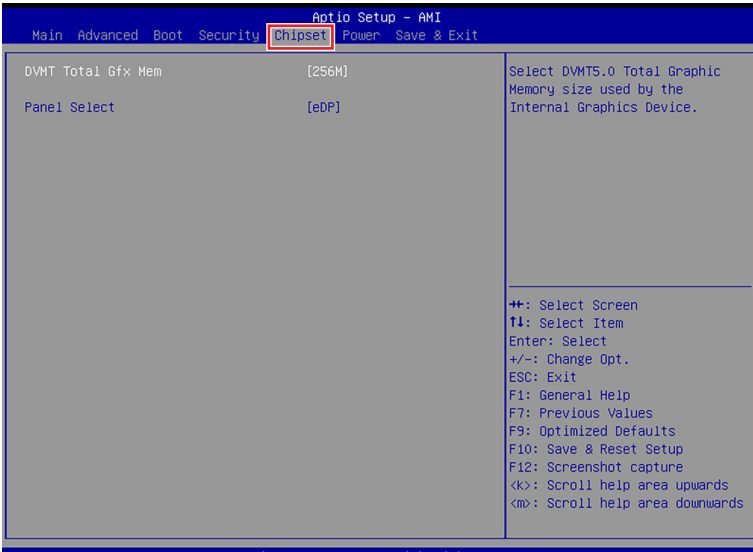 Aptio Setup – AMI
Main Advanced Boot Security Chipset Power Save & Exit
DVMT Total Gfx Mem [256M]
Panel Select [eDP]
Select DVMT5.0 Total Graphic
Memory size used by the
Internal Graphics Device.
→←: Select Screen
↑↓: Select Item
Enter: Select
+/-: Change Opt.
ESC: Exit
F1: General Help
F7: Previous Values
F9: Optimized Defaults
F10: Save & Reset Setup
F12: Screenshot capture
<k>: Scroll help area upwards
<m>: Scroll help area downwards